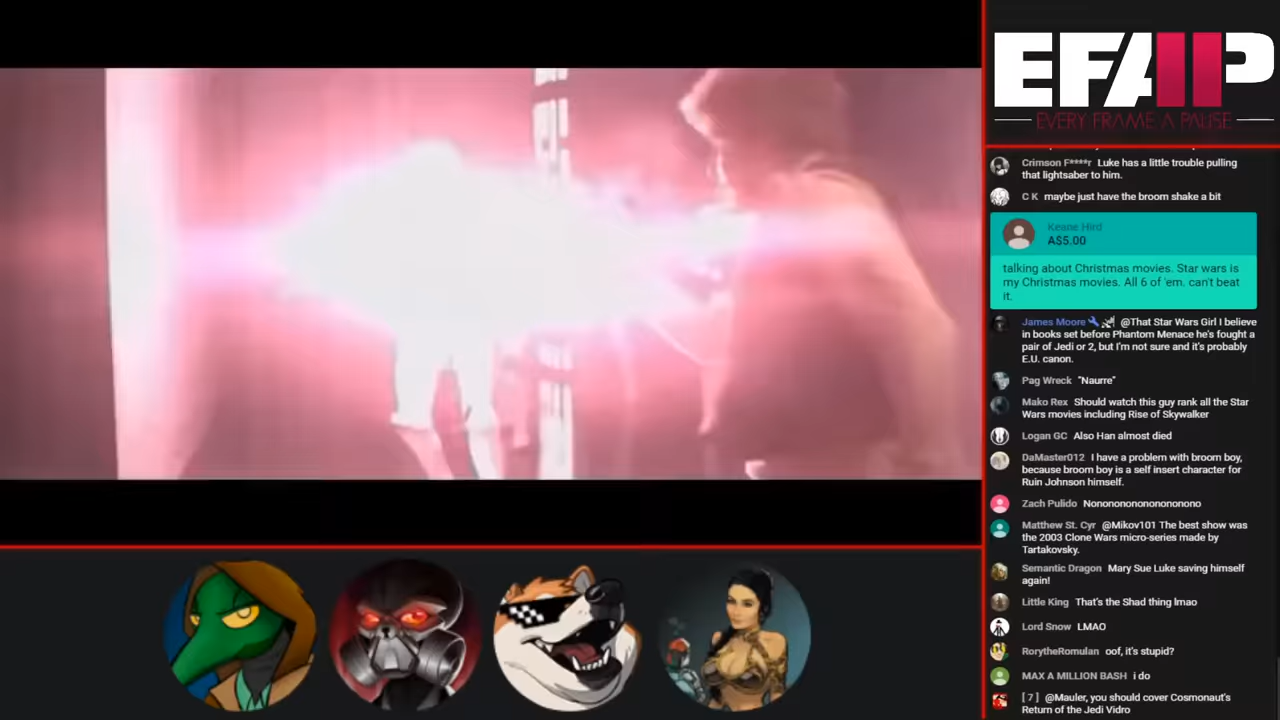 EFAP
EVERY FRAME A PAUSE
Crimson F****r Luke has a little trouble pulling
that lightsaber to him.
C K maybe just have the broom shake a bit
Keane Hird
A$5.00
talking about Christmas movies. Star wars is
my Christmas movies. All 6 of 'em. can't beat
it.
James Moore @That Star Wars Girl I believe
in books set before Phantom Menace he's fought a
pair of Jedi or 2, but I'm not sure and it's probably
E.U. canon.
Pag Wreck "Naurre"
Mako Rex Should watch this guy rank all the Star
Wars movies including Rise of Skywalker
Logan GC Also Han almost died
DaMaster012 I have a problem with broom boy,
because broom boy is a self insert character for
Ruin Johnson himself.
Zach Pulido Nononononononononono
Matthew St. Cyr @Mikov101 The best show was
the 2003 Clone Wars micro-series made by
Tartakovsky.
Semantic Dragon Mary Sue Luke saving himself
again!
Little King That's the Shad thing lmao
Lord Snow LMAO
RorytheRomulan oof, it's stupid?
MAX A MILLION BASH i do
[ 7 ] @Mauler, you should cover Cosmonaut's
Return of the Jedi Vidro